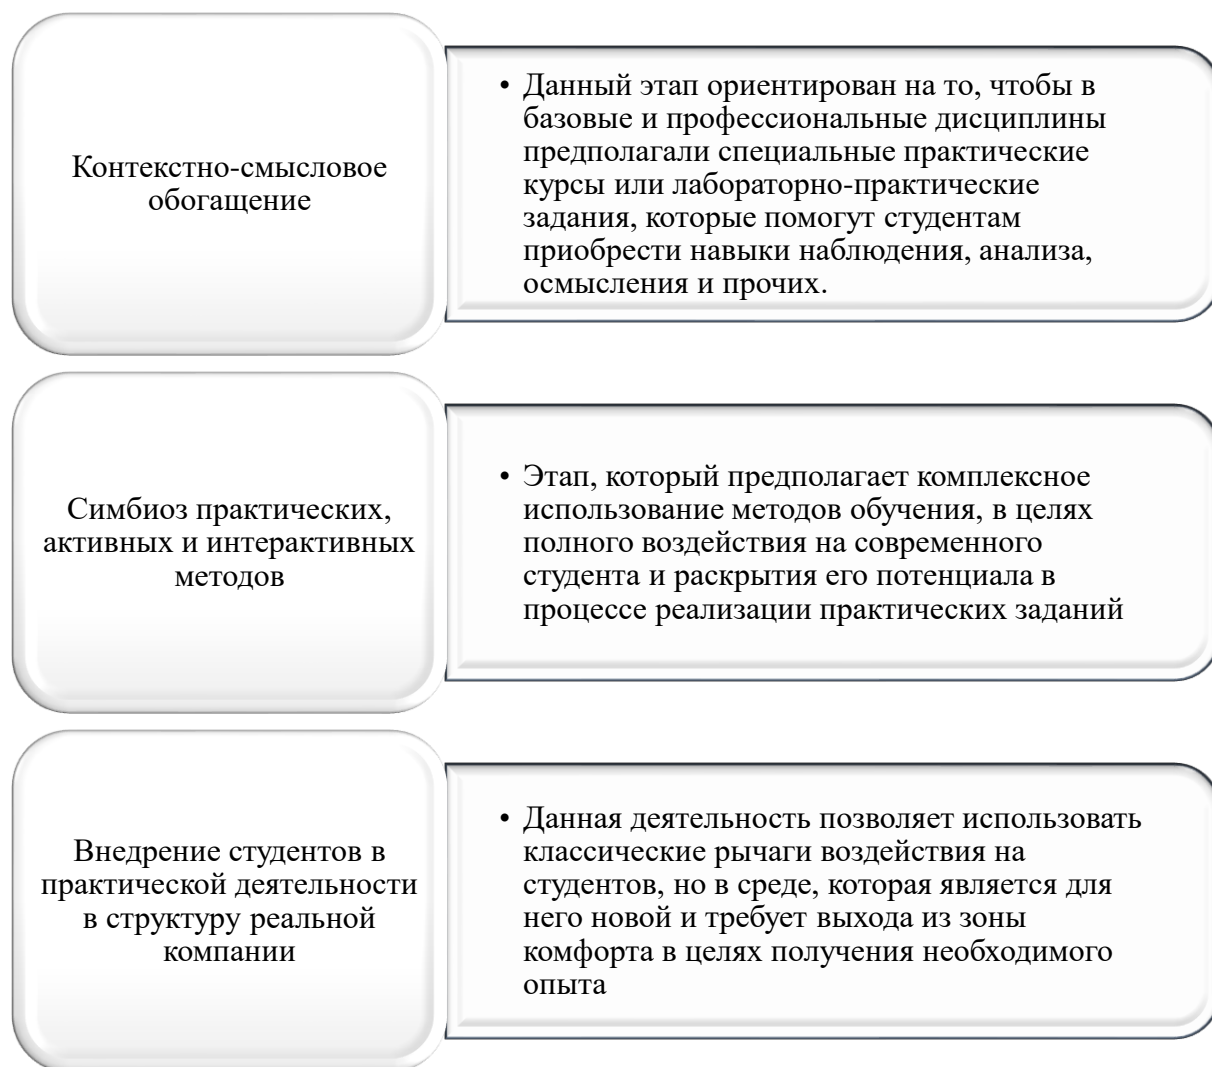 Контекстно-смысловое
обогащение
• Данный этап ориентирован на то, чтобы в
базовые и профессиональные дисциплины
предполагали специальные практические
курсы или лабораторно-практические
задания, которые помогут студентам
приобрести навыки наблюдения, анализа,
осмысления и прочих.
Симбиоз практических,
активных и интерактивных
методов
• Этап, который предполагает комплексное
использование методов обучения, в целях
полного воздействия на современного
студента и раскрытия его потенциала в
процессе реализации практических заданий
Внедрение студентов в
практической деятельности
в структуру реальной
компании
• Данная деятельность позволяет использовать
классические рычаги воздействия на
студентов, но в среде, которая является для
него новой и требует выхода из зоны
комфорта в целях получения необходимого
опыта